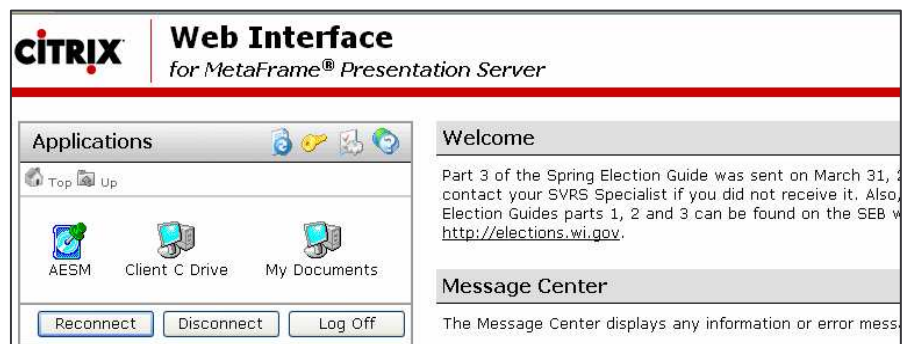 CITRIX
Web Interface
for MetaFrame® Presentation Server
Applications
Top Up
AESM Client C Drive My Documents
Reconnect Disconnect Log Off
Welcome
Part 3 of the Spring Election Guide was sent on March 31,
contact your SVRS Specialist if you did not receive it. Also,
Election Guides parts 1, 2 and 3 can be found on the SEB
http://elections.wi.gov.
Message Center
The Message Center displays any information or error